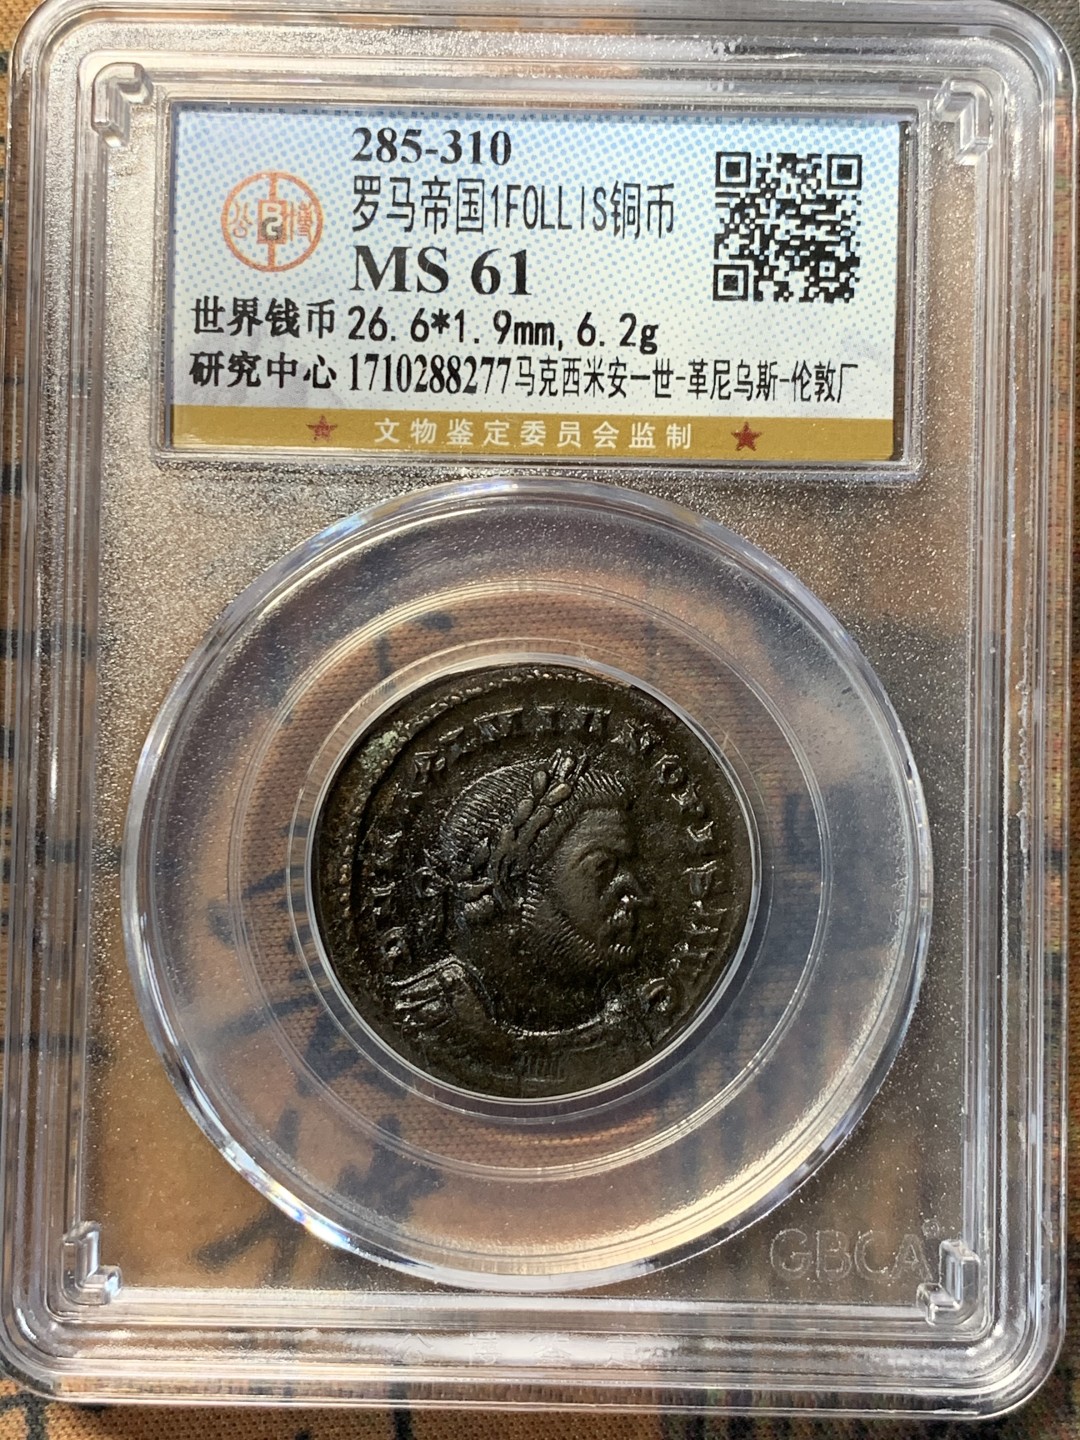 285-310
罗马帝国1FOLLIS铜币
公博
MS 61
世界钱币 26.6*1.9mm,6.2g
研究中心 1710288277马克西米安一世-革尼乌斯-伦敦厂
文物鉴定委员会监制
GBCA